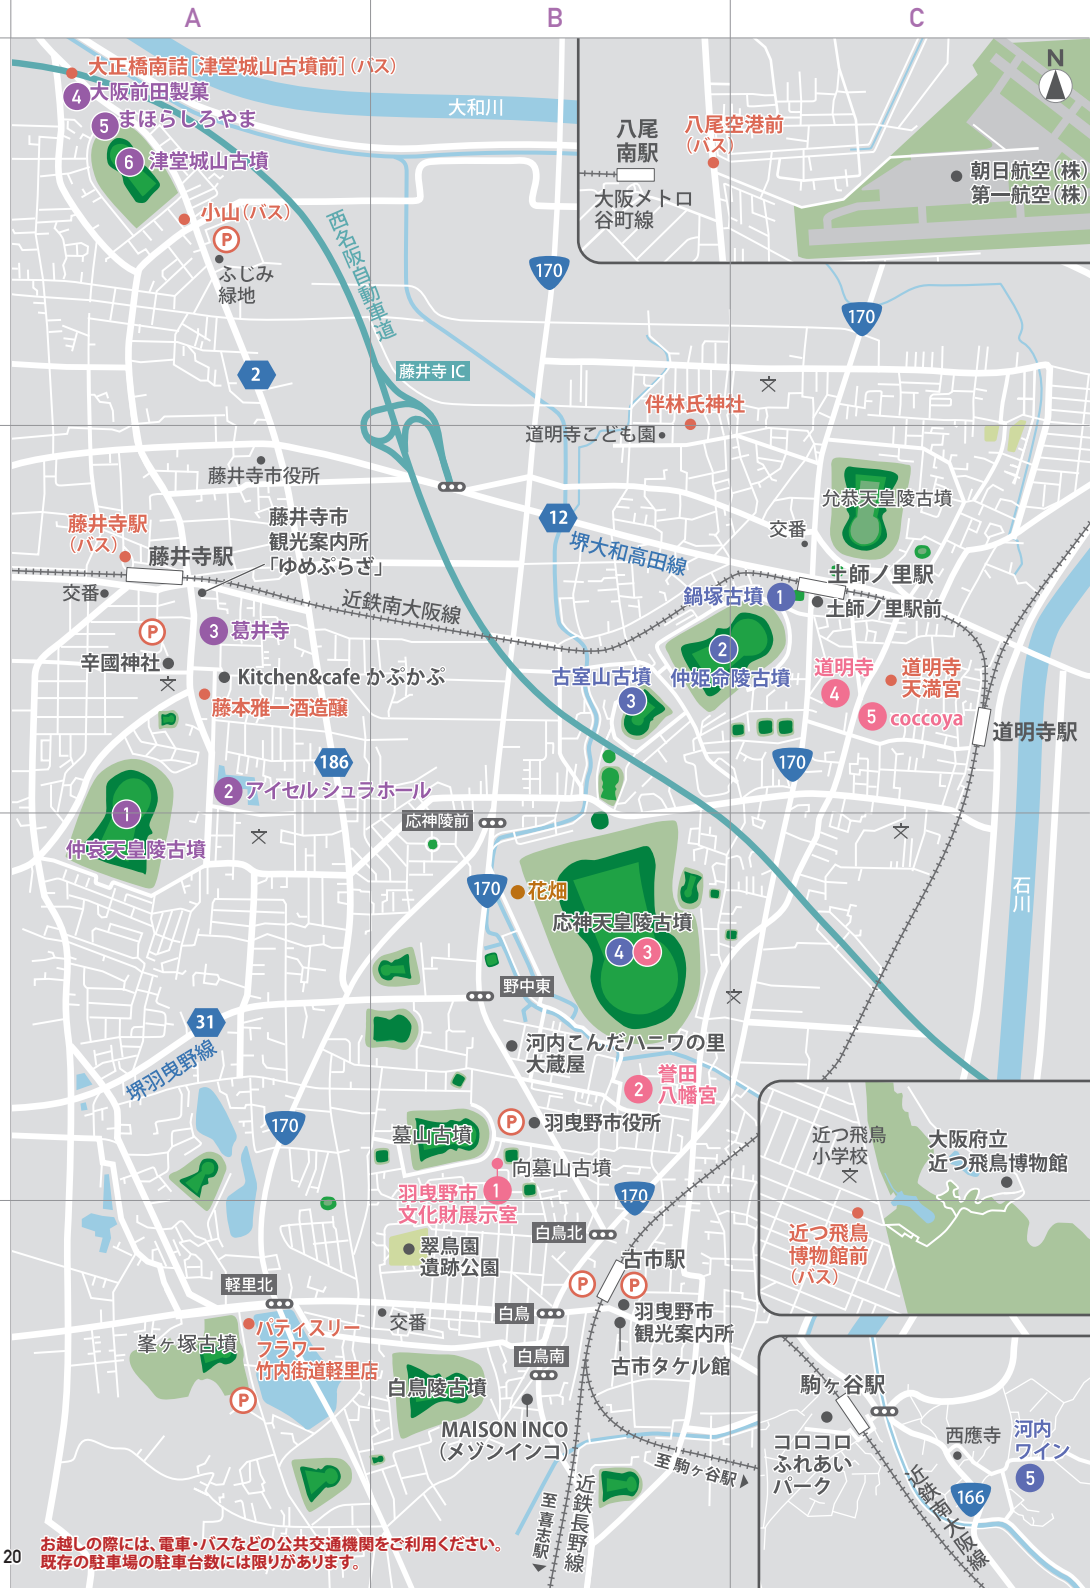 A
B
C
大正橋南詰[津堂城山古墳前](バス)
4 大阪前田製菓
5 まほらしろやま
6 津堂城山古墳
小山(バス)
P
ふじみ
緑地
大和川
西名阪自動車道
170
八尾
南駅
大阪メトロ
谷町線
八尾空港前
(バス)
N
朝日航空(株)
第一航空(株)
170
2
藤井寺 IC
伴林氏神社
道明寺こども園
藤井寺市役所
允恭天皇陵古墳
12
堺大和高田線
交番
藤井寺駅
(バス)
藤井寺駅
藤井寺市
観光案内所
「ゆめぷらざ」
交番
近鉄南大阪線
土師ノ里駅
鍋塚古墳 1
土師ノ里駅前
P
3 葛井寺
辛國神社
Kitchen&cafe かぷかぷ
藤本雅一酒造醸
2
仲姫命陵古墳
古室山古墳
3
道明寺
4
道明寺
天満宮
5 coccoya
道明寺駅
186
170
2 アイセル シュラ ホール
1
仲哀天皇陵古墳
応神陵前
170
花畑
応神天皇陵古墳
4 3
石川
野中東
31
堺羽曳野線
河内こんだハニワの里
大蔵屋
2 誉田
八幡宮
170
墓山古墳
P
羽曳野市役所
向墓山古墳
羽曳野市
文化財展示室
1
170
白鳥北
近つ飛鳥
小学校
大阪府立
近つ飛鳥博物館
近つ飛鳥
博物館前
(バス)
翠鳥園
遺跡公園
古市駅
P
P
軽里北
白鳥
交番
羽曳野市
観光案内所
古市タケル館
峯ヶ塚古墳
パティスリー
フラワー
竹内街道軽里店
P
白鳥南
白鳥陵古墳
MAISON INCO
(メゾンインコ)
至 駒ヶ谷駅
至 喜志駅
近鉄長野線
駒ヶ谷駅
コロコロ
ふれあい
パーク
西應寺
河内
ワイン
5
166
近鉄南大阪線
お越しの際には、電車・バスなどの公共交通機関をご利用ください。
既存の駐車場の駐車台数には限りがあります。
20